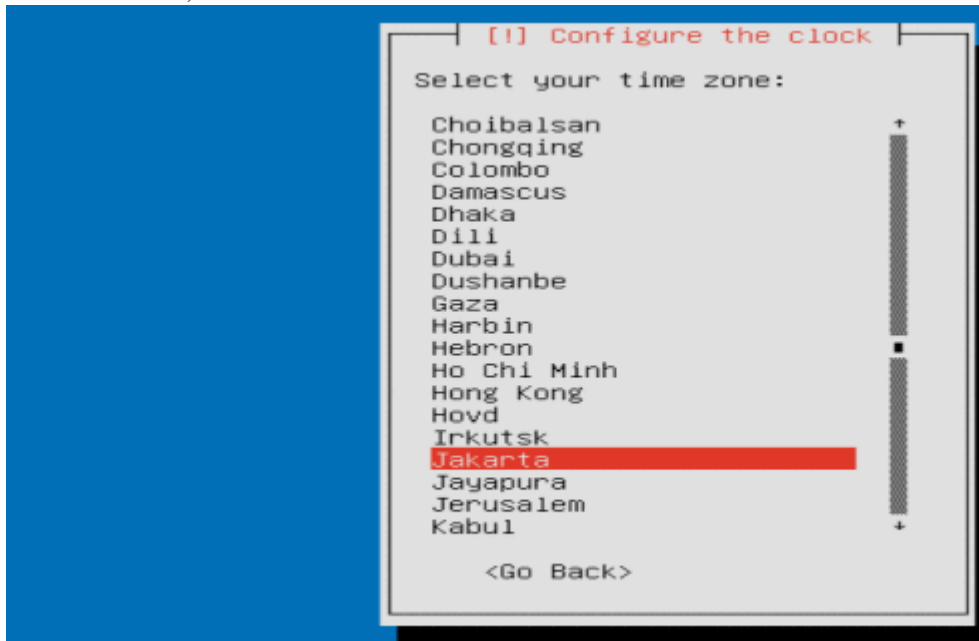 [!] Configure the clock
Select your time zone:
Choibalsan
Chongqing
Colombo
Damascus
Dhaka
Dili
Dubai
Dushanbe
Gaza
Harbin
Hebron
Ho Chi Minh
Hong Kong
Hovd
Irkutsk
Jakarta
Jayapura
Jerusalem
Kabul
<Go Back>